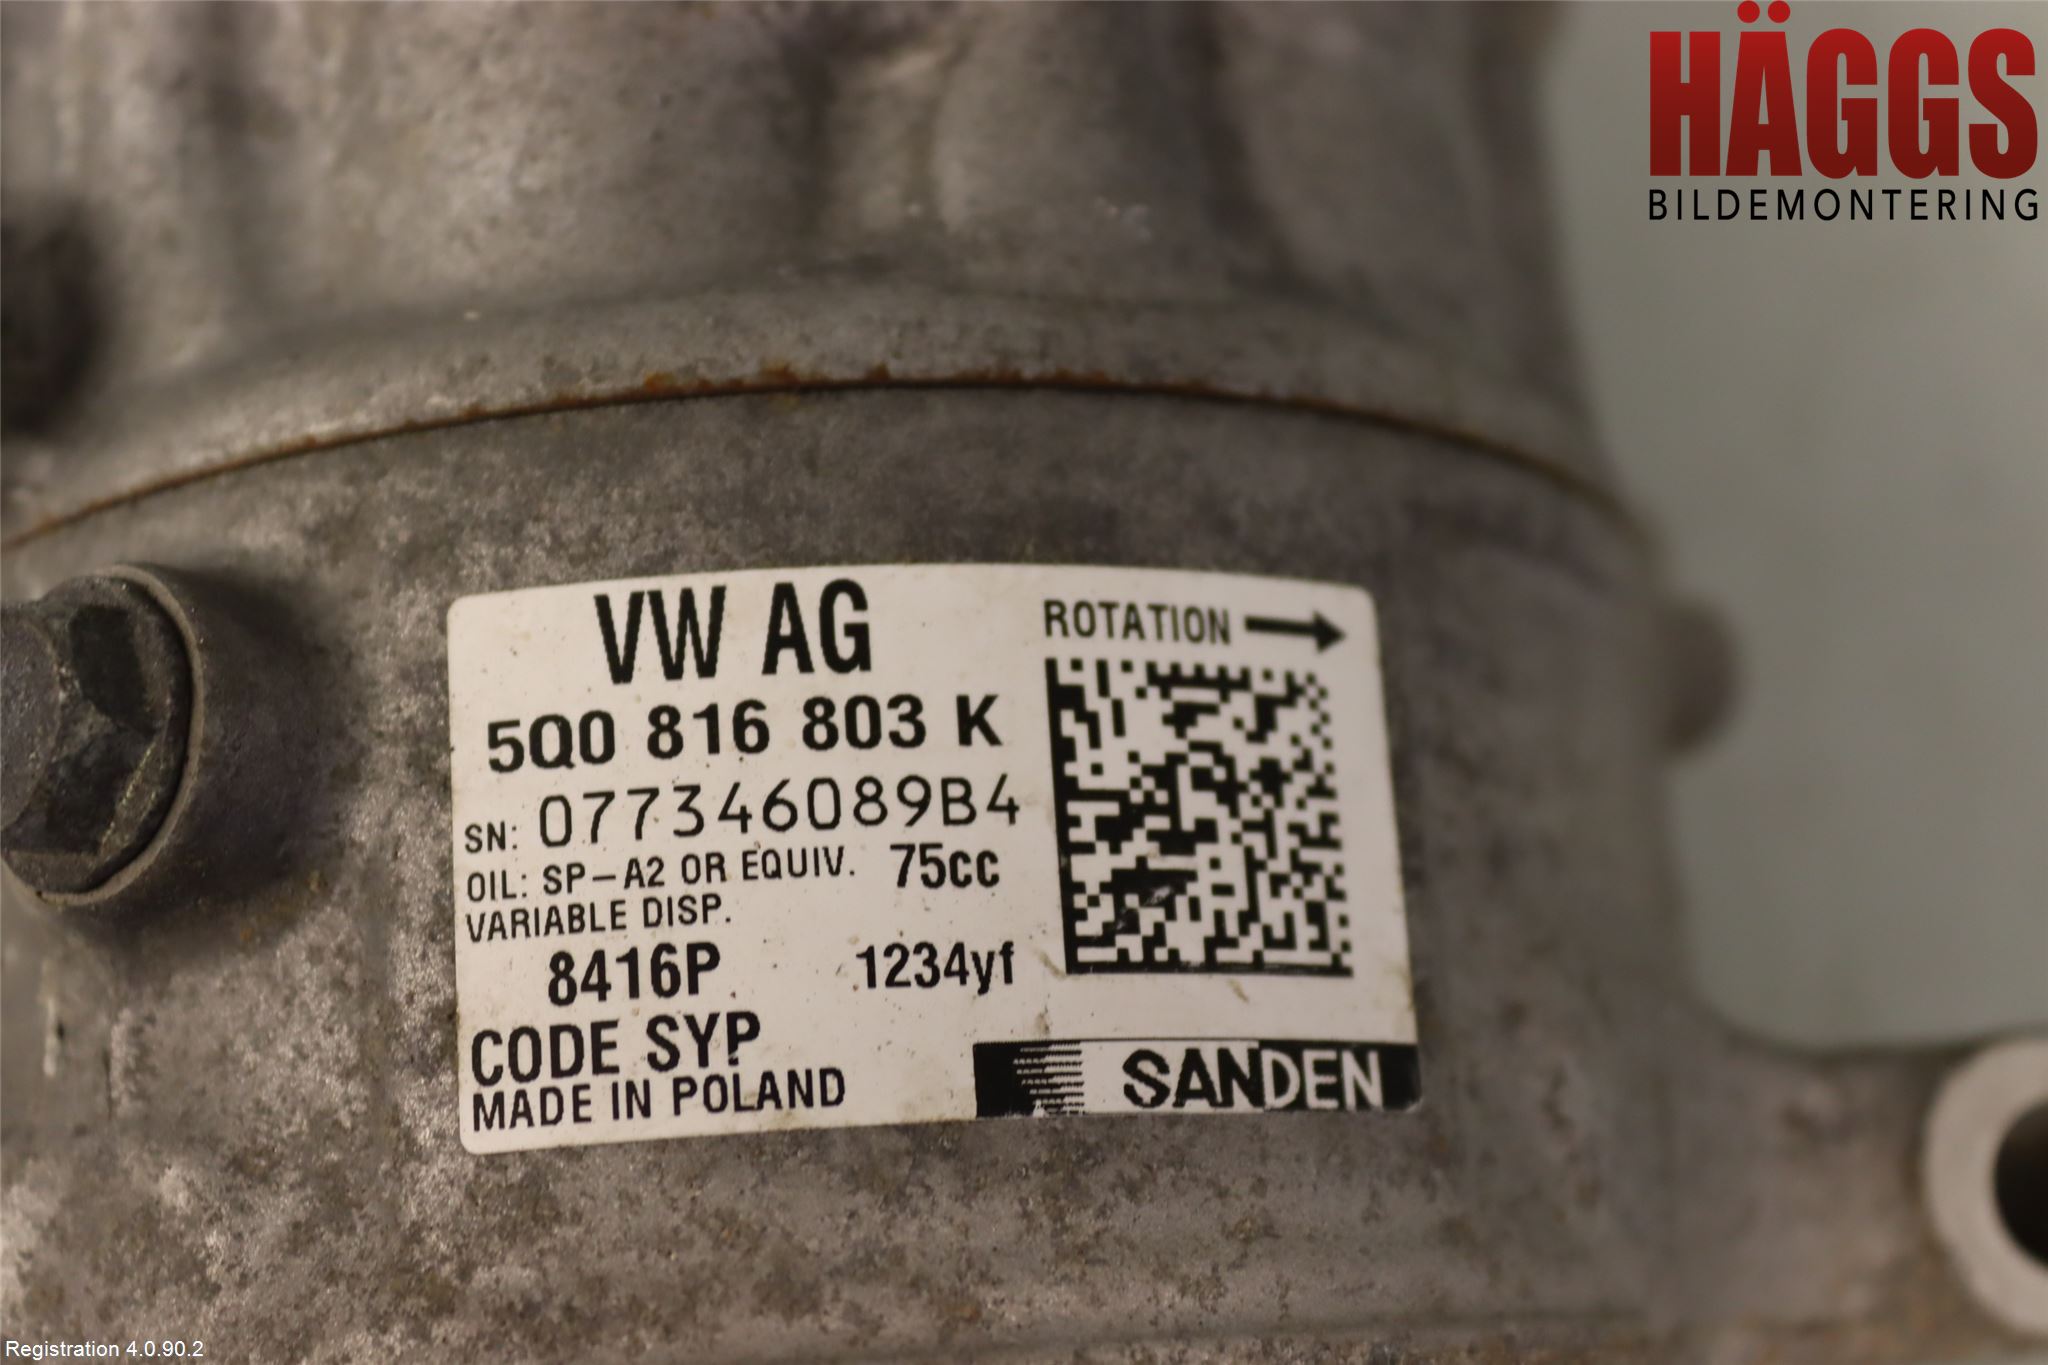 HÄGGS
BILDEMONTERING
VW AG
ROTATION
5Q0 816 803 K
SN: 077346089B4
OIL: SP-A2 OR EQUIV. 75cc
VARIABLE DISP.
8416P 1234yf
CODE SYP
MADE IN POLAND
SANDEN
Registration 4.0.90.2